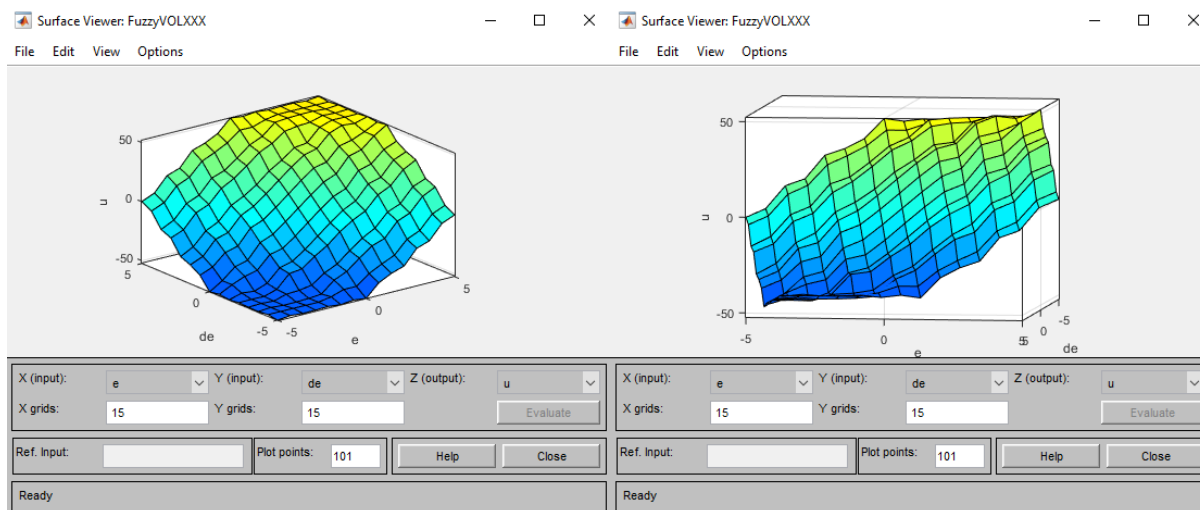 Surface Viewer: FuzzyVOLXXX
File Edit View Options
50
0
-50
u
5
0
-5
de
-5
0
5
e
X (input): e Y (input): de Z (output): u
X grids: 15 Y grids: 15 Evaluate
Ref. Input: Plot points: 101 Help Close
Ready
Surface Viewer: FuzzyVOLXXX
File Edit View Options
50
0
-50
u
-5
0
5
e
5
0
-5
de
X (input): e Y (input): de Z (output): u
X grids: 15 Y grids: 15 Evaluate
Ref. Input: Plot points: 101 Help Close
Ready